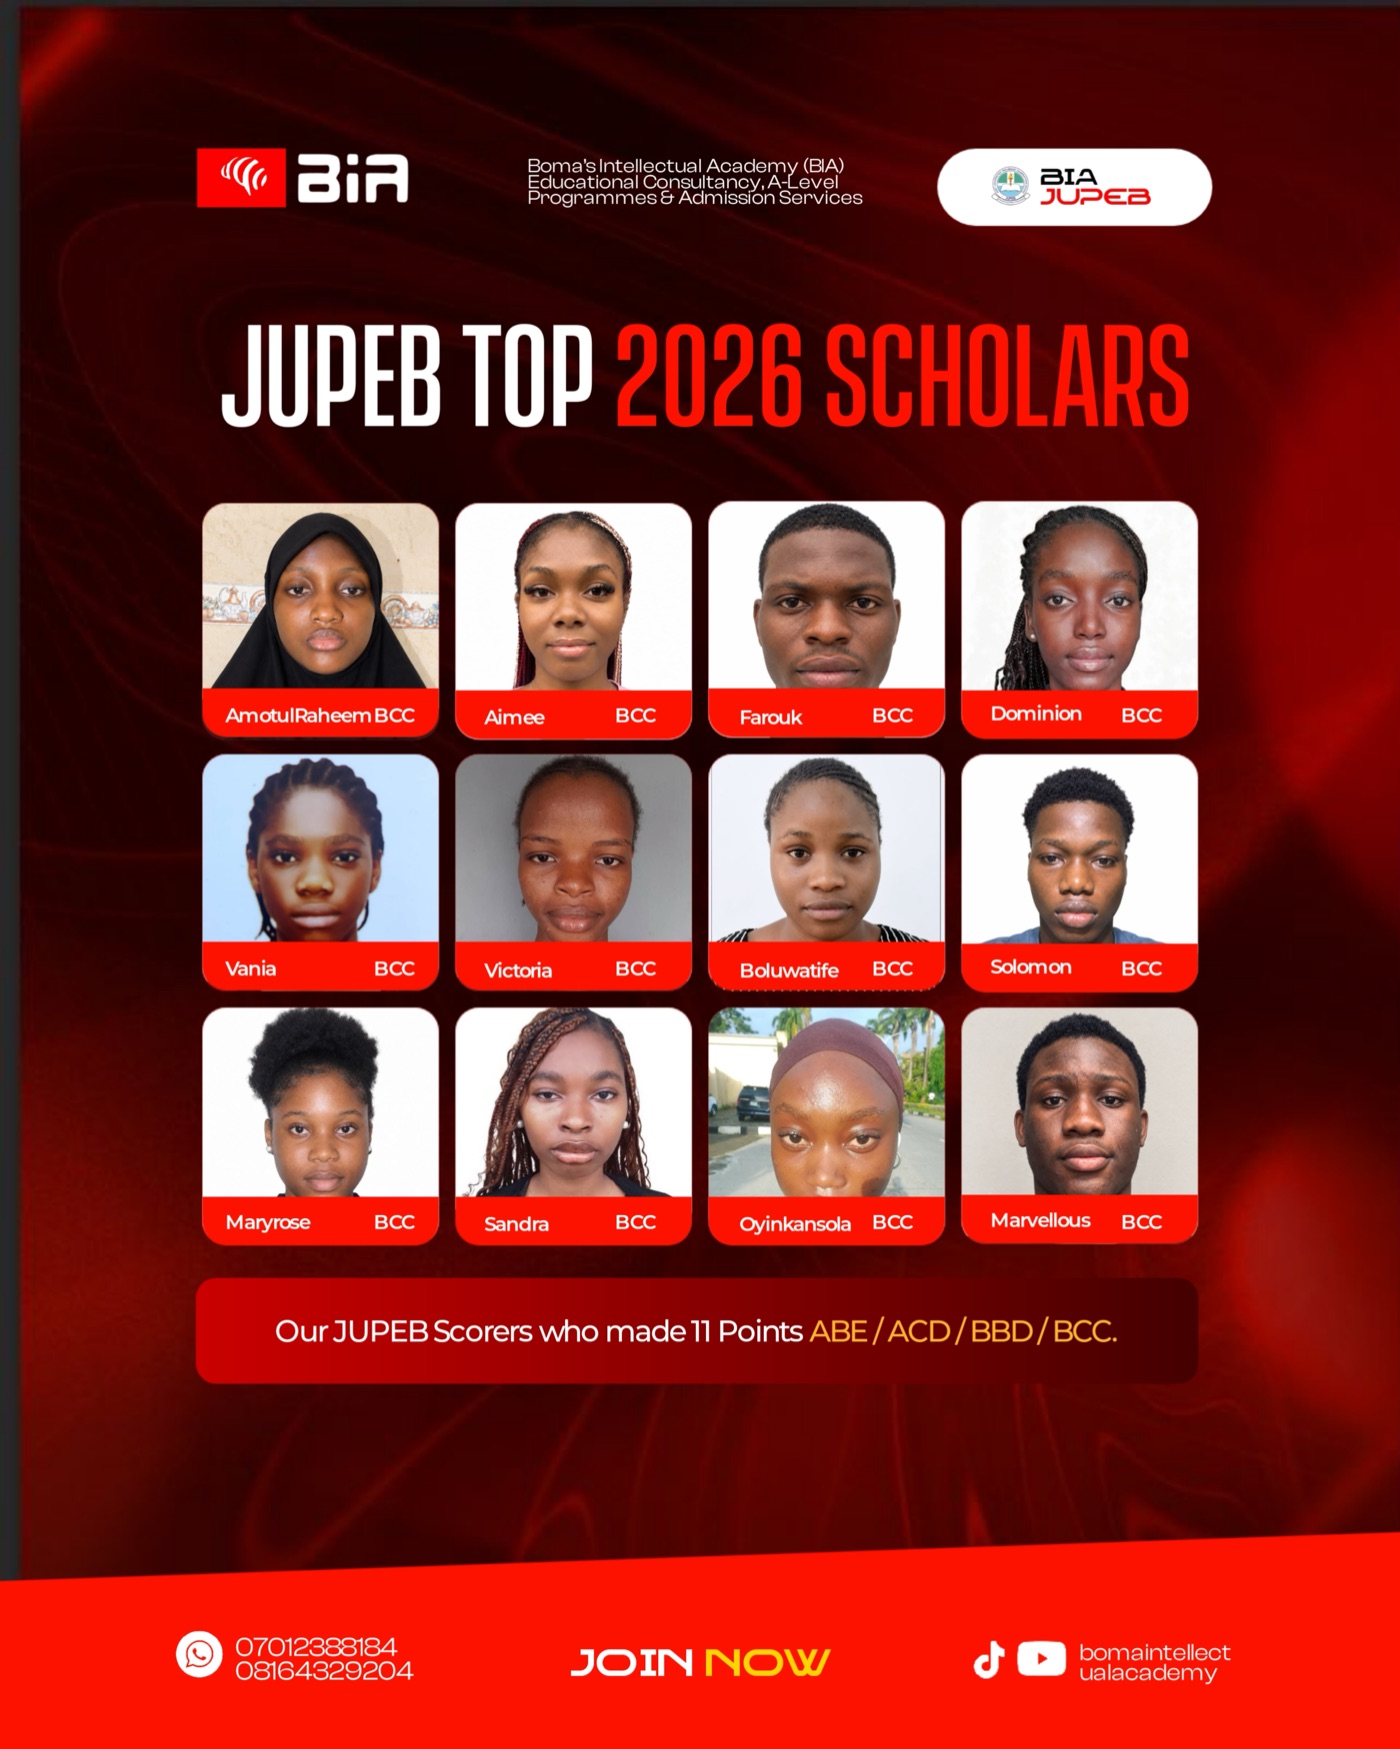 BiA
Boma's Intellectual Academy (BIA)
Educational Consultancy, A-Level
Programmes & Admission Services
BIA
JUPEB
JUPEB TOP 2026 SCHOLARS
AmotulRaheem BCC
Aimee BCC
Farouk BCC
Dominion BCC
Vania BCC
Victoria BCC
Boluwatife BCC
Solomon BCC
Maryrose BCC
Sandra BCC
Oyinkansola BCC
Marvellous BCC
Our JUPEB Scorers who made 11 Points ABE / ACD / BBD / BCC.
07012388184
08164329204
JOIN NOW
bomaintellect
ualacademy